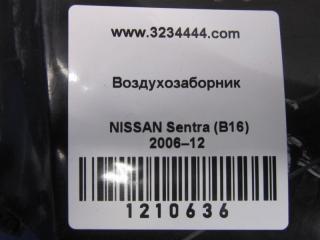 www.3234444.com
Воздухозаборник
NISSAN Sentra (B16)
2006–12
1210636